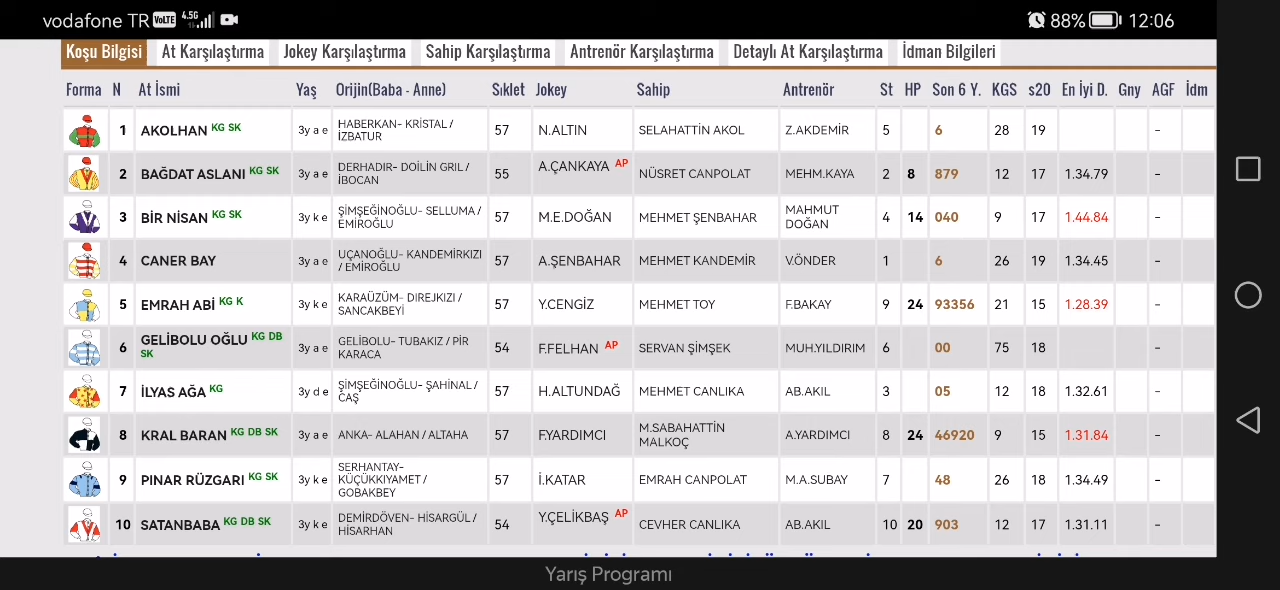 vodafone TR VoLTE 4.5G 88% 12:06
Koşu Bilgisi At Karşılaştırma Jokey Karşılaştırma Sahip Karşılaştırma Antrenör Karşılaştırma Detaylı At Karşılaştırma İdman Bilgileri
Forma N At İsmi Yaş Orijin(Baba - Anne) Sıklet Jokey Sahip Antrenör St HP Son 6 Y. KGS s20 En İyi D. Gny AGF İdm
1 AKOLHAN KG SK 3y a e HABERKAN- KRİSTAL / İZBATUR 57 N.ALTIN SELAHATTİN AKOL Z.AKDEMİR 5 6 28 19 -
2 BAĞDAT ASLANI KG SK 3y a e DERHADIR- DOİLİN GRIL / İBOCAN 55 A.ÇANKAYA AP NÜSRET CANPOLAT MEHM.KAYA 2 8 879 12 17 1.34.79 -
3 BİR NİSAN KG SK 3y k e ŞİMŞEĞİNOĞLU- SELLUMA / EMİROĞLU 57 M.E.DOĞAN MEHMET ŞENBAHAR MAHMUT DOĞAN 4 14 040 9 17 1.44.84 -
4 CANER BAY 3y a e UÇANOĞLU- KANDEMİRKIZI / EMİROĞLU 57 A.ŞENBAHAR MEHMET KANDEMİR V.ÖNDER 1 6 26 19 1.34.45 -
5 EMRAH ABİ KG K 3y k e KARAÜZÜM- DIREJKIZI / SANCAKBEYİ 57 Y.CENGİZ MEHMET TOY F.BAKAY 9 24 93356 21 15 1.28.39 -
6 GELİBOLU OĞLU KG DB SK 3y a e GELİBOLU- TUBAKIZ / PİR KARACA 54 F.FELHAN AP SERVAN ŞİMŞEK MUH.YILDIRIM 6 00 75 18 -
7 İLYAS AĞA KG 3y d e ŞİMŞEĞİNOĞLU- ŞAHİNAL / ÇAŞ 57 H.ALTUNDAĞ MEHMET CANLIKA AB.AKIL 3 05 12 18 1.32.61 -
8 KRAL BARAN KG DB SK 3y a e ANKA- ALAHAN / ALTAHA 57 F.YARDIMCI M.SABAHATTİN MALKOÇ A.YARDIMCI 8 24 46920 9 15 1.31.84 -
9 PINAR RÜZGARI KG SK 3y k e SERHANTAY- KÜÇÜKKIYAMET / GOBAKBEY 57 İ.KATAR EMRAH CANPOLAT M.A.SUBAY 7 48 26 18 1.34.49 -
10 SATANBABA KG DB SK 3y k e DEMİRDÖVEN- HİSARGÜL / HİSARHAN 54 Y.ÇELİKBAŞ AP CEVHER CANLIKA AB.AKIL 10 20 903 12 17 1.31.11 -
Yarış Programı